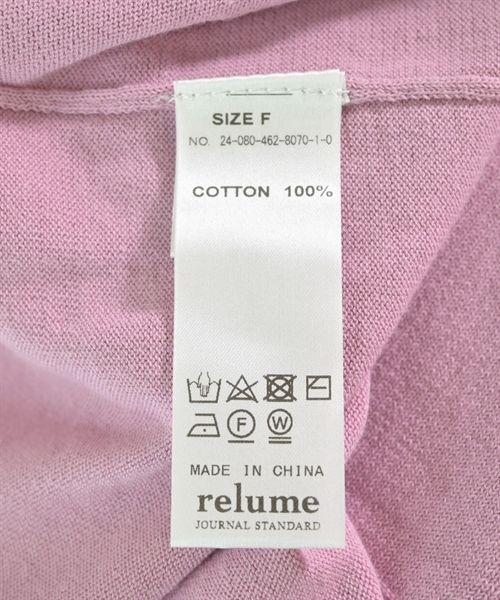 SIZE F
NO. 24-080-462-8070-1-0
COTTON 100%
F W
MADE IN CHINA
relume
JOURNAL STANDARD